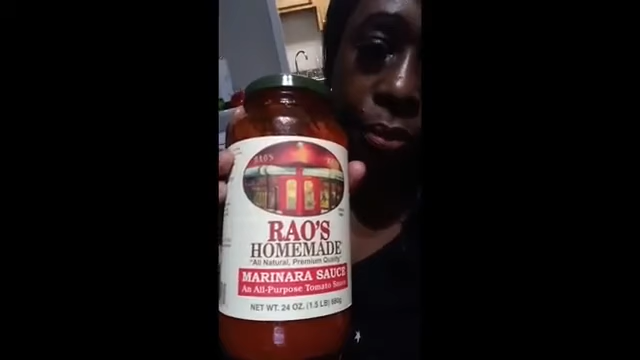 RAO'S
RAO'S
HOMEMADE
"All Natural, Premium Quality"
MARINARA SAUCE
An All-Purpose Tomato Sauce
NET WT. 24 OZ. (1.5 LB) 680g